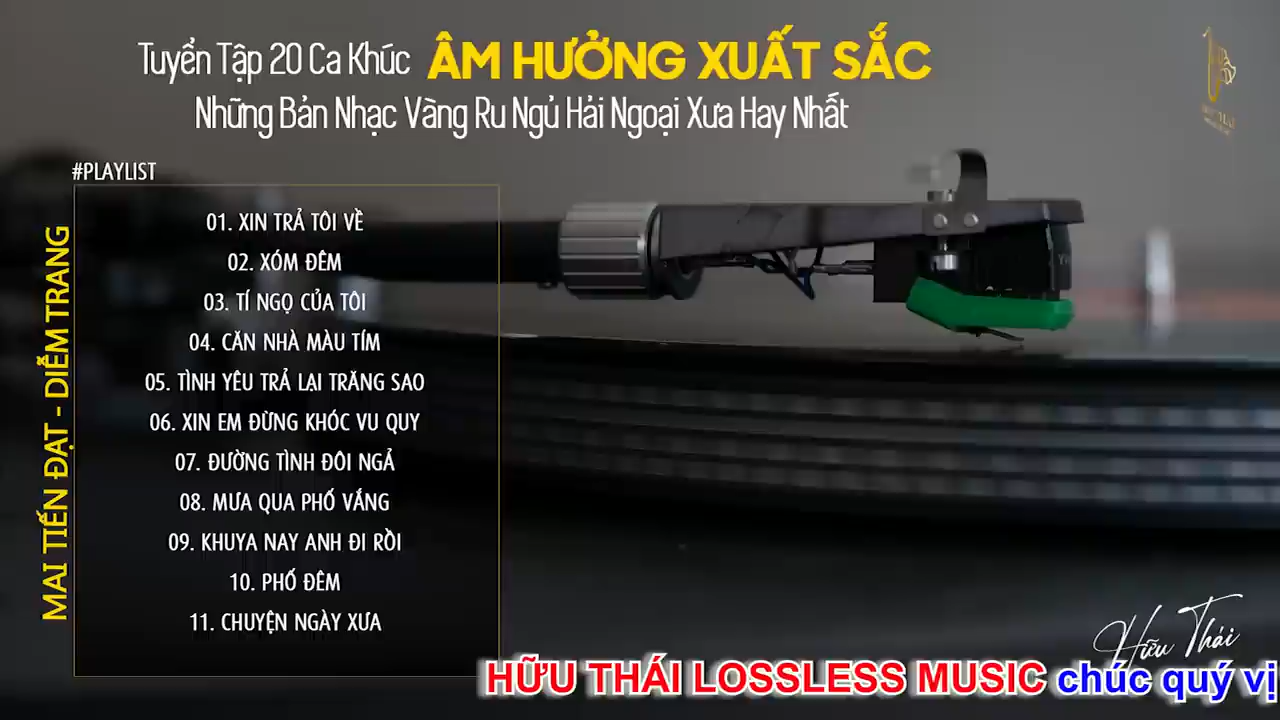 Tuyển Tập 20 Ca Khúc ÂM HƯỞNG XUẤT SẮC
Những Bản Nhạc Vàng Ru Ngủ Hải Ngoại Xưa Hay Nhất
#PLAYLIST
MAI TIẾN ĐẠT - DIỄM TRANG
01. XIN TRẢ TÔI VỀ
02. XÓM ĐÊM
03. TÍ NGỌ CỦA TÔI
04. CĂN NHÀ MÀU TÍM
05. TÌNH YÊU TRẢ LẠI TRĂNG SAO
06. XIN EM ĐỪNG KHÓC VU QUY
07. ĐƯỜNG TÌNH ĐÔI NGẢ
08. MƯA QUA PHỐ VẮNG
09. KHUYA NAY ANH ĐI RỒI
10. PHỐ ĐÊM
11. CHUYỆN NGÀY XƯA
Hữu Thái
HỮU THÁI LOSSLESS MUSIC chúc quý vị